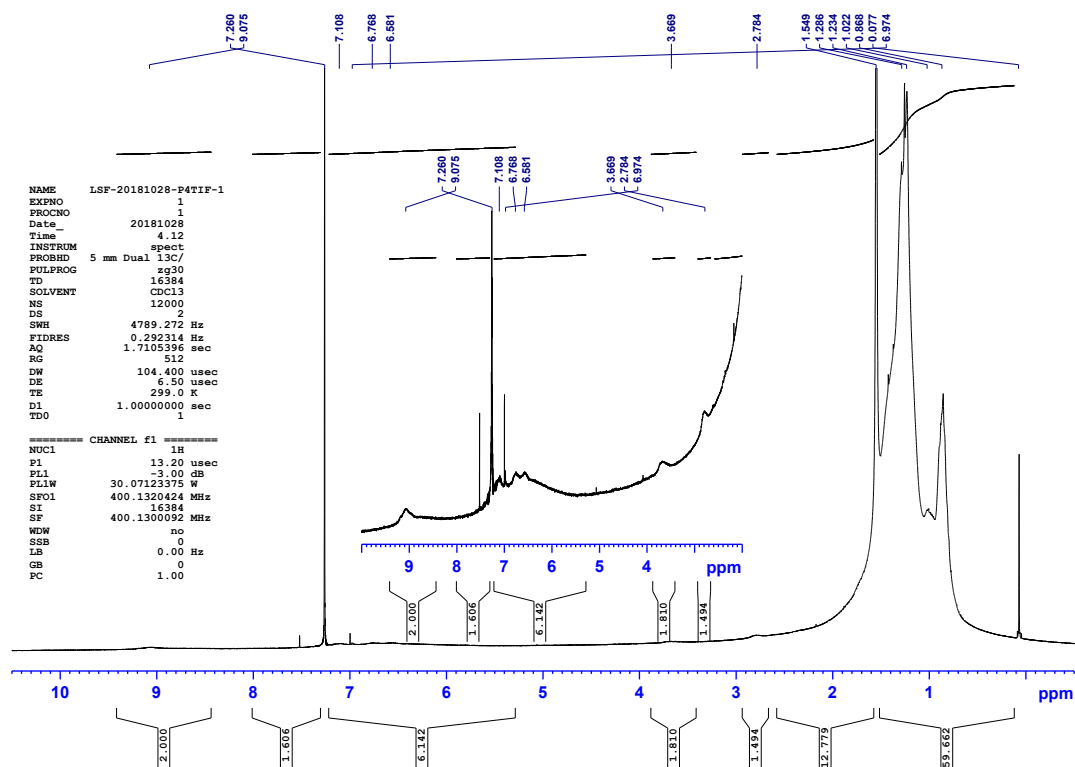 7.260
9.075
7.108
6.768
6.581
3.669
2.784
1.549
1.286
1.234
1.022
0.868
0.077
6.974
7.260
9.075
7.108
6.768
6.581
3.669
2.784
6.974
NAME LSF-20181028-P4TIF-1
EXPNO 1
PROCNO 1
Date_ 20181028
Time 4.12
INSTRUM spect
PROBHD 5 mm Dual 13C/
PULPROG zg30
TD 16384
SOLVENT CDCl3
NS 12000
DS 2
SWH 4789.272 Hz
FIDRES 0.292314 Hz
AQ 1.7105396 sec
RG 512
DW 104.400 usec
DE 6.50 usec
TE 299.0 K
D1 1.00000000 sec
TD0 1
======== CHANNEL f1 ========
NUC1 1H
P1 13.20 usec
PL1 -3.00 dB
PL1W 30.07123375 W
SFO1 400.1320424 MHz
SI 16384
SF 400.1300092 MHz
WDW no
SSB 0
LB 0.00 Hz
GB 0
PC 1.00
9 8 7 6 5 4 ppm
2.000
1.606
6.142
1.810
1.494
10 9 8 7 6 5 4 3 2 1 ppm
2.000
1.606
6.142
1.810
1.494
12.779
59.662